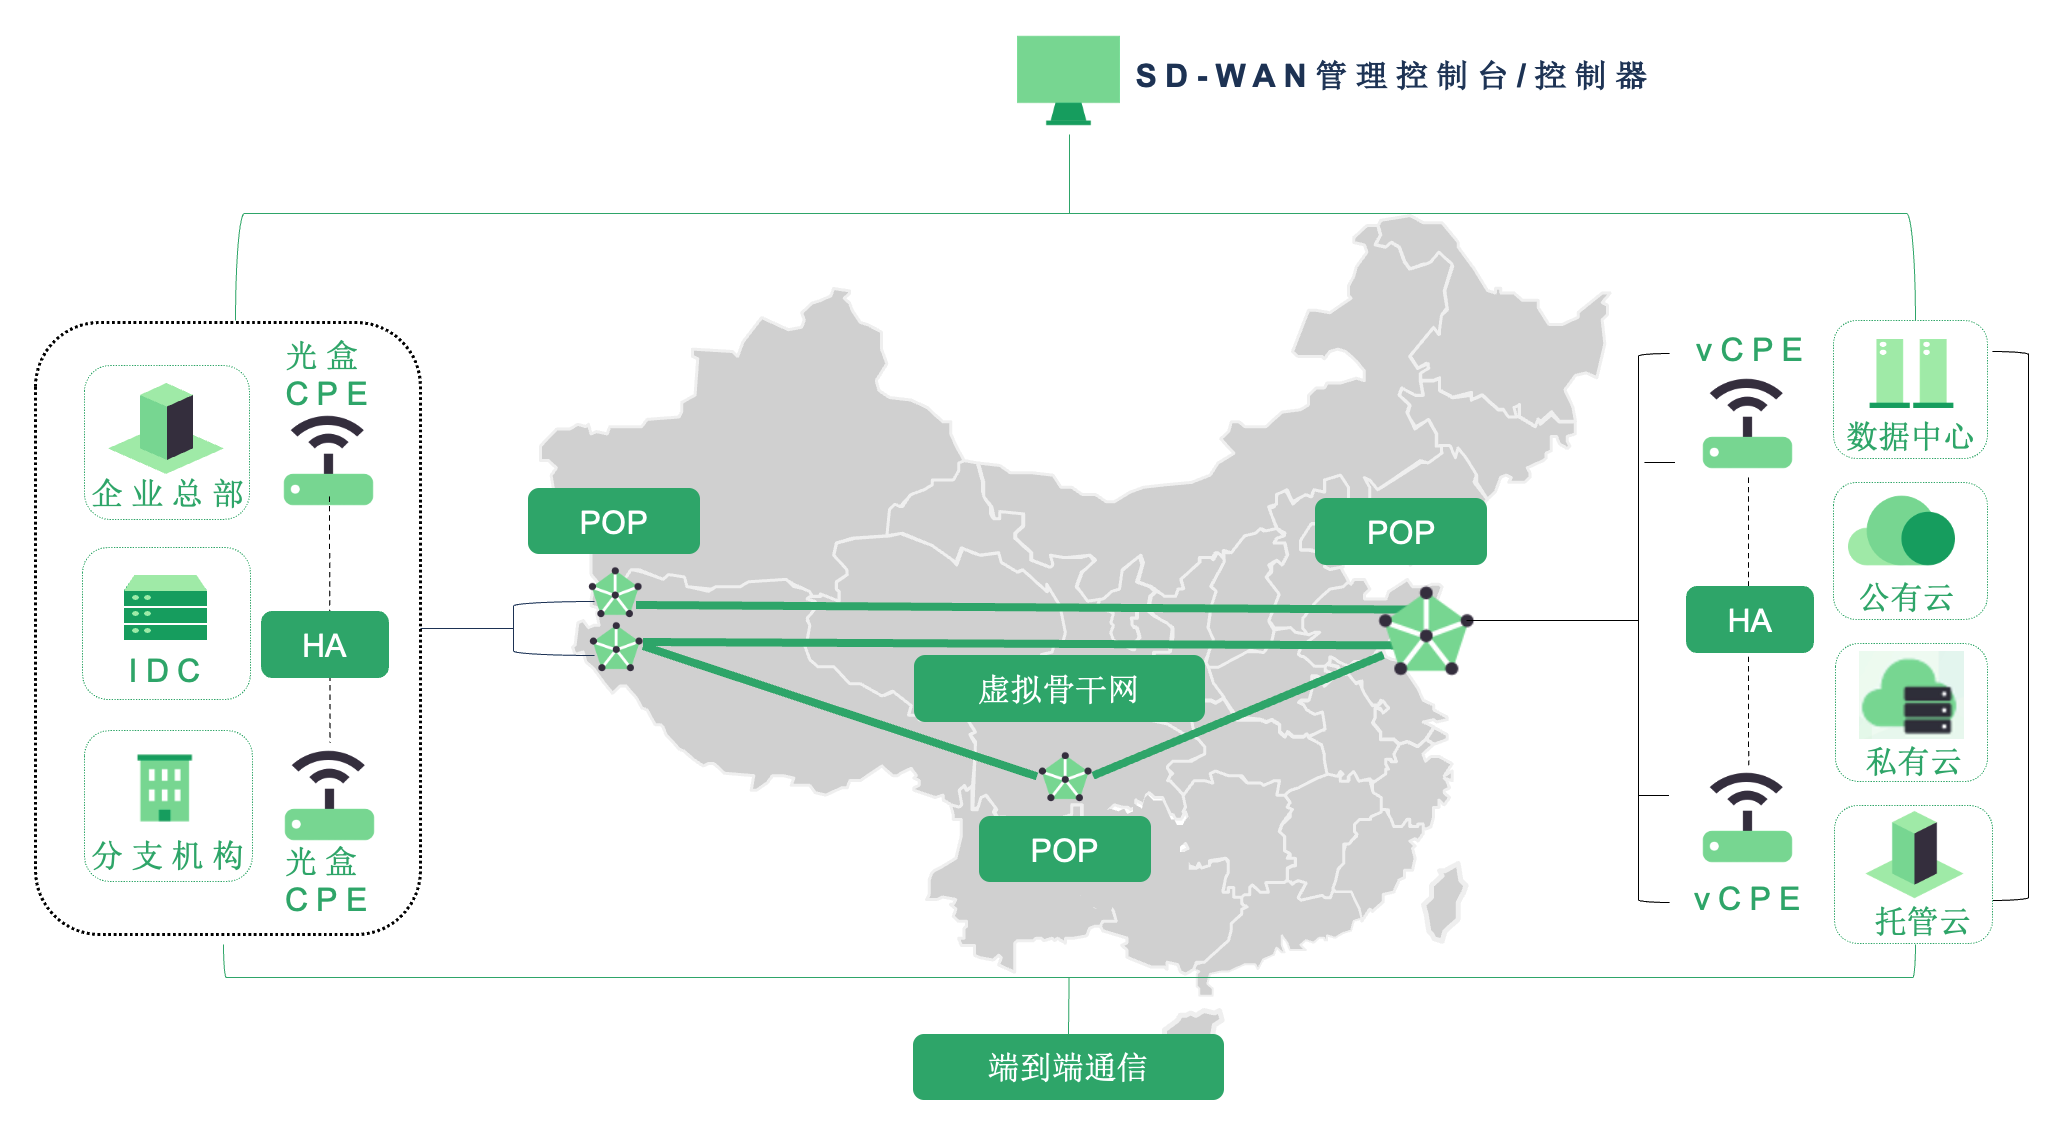 SD-WAN管理控制台/控制器
光盒
CPE
企业总部
IDC
HA
分支机构
光盒
CPE
POP
POP
虚拟骨干网
POP
vCPE
HA
vCPE
数据中心
公有云
私有云
托管云
端到端通信